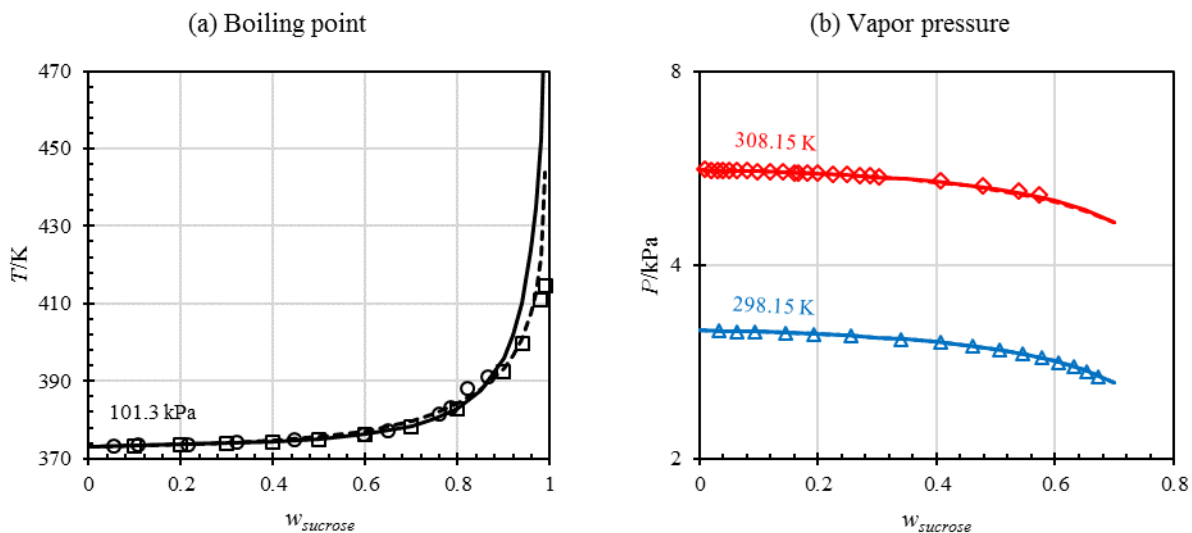 (a) Boiling point
470
450
430
410
390
370
T/K
101.3 kPa
0
0.2
0.4
0.6
0.8
1
w_sucrose
(b) Vapor pressure
8
4
2
P/kPa
308.15 K
298.15 K
0
0.2
0.4
0.6
0.8
w_sucrose